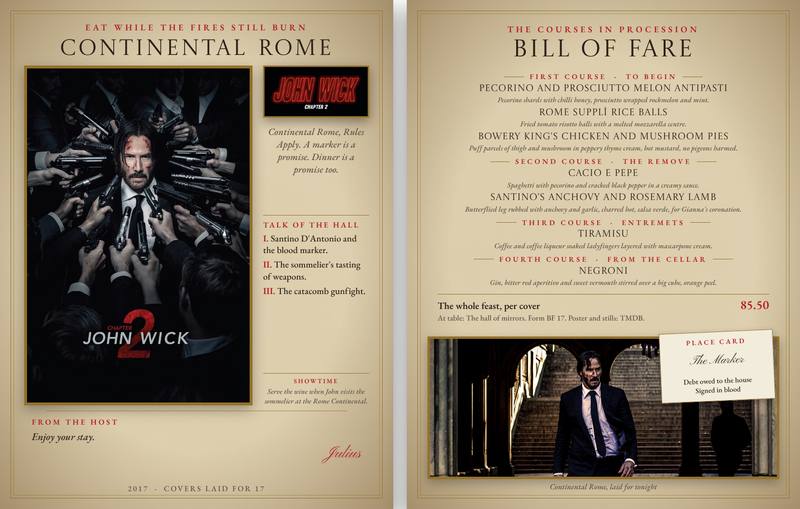 EAT WHILE THE FIRES STILL BURN
CONTINENTAL ROME
JOHN WICK
CHAPTER 2
Continental Rome, Rules
Apply. A marker is a
promise. Dinner is a
promise too.
TALK OF THE HALL
I. Santino D'Antonio and
the blood marker.
II. The sommelier's tasting
of weapons.
III. The catacomb gunfight.
CHAPTER
2
JOHN WICK
SHOWTIME
Serve the wine when John visits the
sommelier at the Rome Continental.
FROM THE HOST
Enjoy your stay.
Julius
2017 - COVERS LAID FOR 17
THE COURSES IN PROCESSION
BILL OF FARE
FIRST COURSE · TO BEGIN
PECORINO AND PROSCIUTTO MELON ANTIPASTI
Pecorino shards with chilli honey, prosciutto wrapped rockmelon and mint.
ROME SUPPLÌ RICE BALLS
Fried tomato risotto balls with a melted mozzarella centre.
BOWERY KING'S CHICKEN AND MUSHROOM PIES
Puff parcels of thigh and mushroom in peppery thyme cream, hot mustard, no pigeons harmed.
SECOND COURSE · THE REMOVE
CACIO E PEPE
Spaghetti with pecorino and cracked black pepper in a creamy sauce.
SANTINO'S ANCHOVY AND ROSEMARY LAMB
Butterflied leg rubbed with anchovy and garlic, charred hot, salsa verde, for Gianna's coronation.
THIRD COURSE · ENTREMETS
TIRAMISU
Coffee and coffee liqueur soaked ladyfingers layered with mascarpone cream.
FOURTH COURSE · FROM THE CELLAR
NEGRONI
Gin, bitter red aperitivo and sweet vermouth stirred over a big cube, orange peel.
The whole feast, per cover 85.50
At table: The hall of mirrors. Form BF 17. Poster and stills: TMDB.
PLACE CARD
The Marker
Debt owed to the house
Signed in blood
Continental Rome, laid for tonight